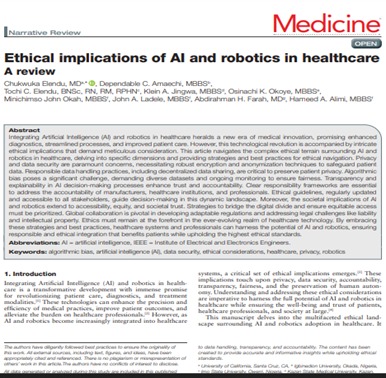 Medicine
Narrative Review
OPEN
Ethical implications of AI and robotics in healthcare
A review
Chukwuka Elendu, MD, Dependable C. Amaechi, MBBS, 
Tochi C. Elendu, BNSc, RN, RM, RPHN, Klein A. Jingwa, MBBS, Osinachi K. Okoye, MBBS, 
Minichimso John Okah, MBBS, John A. Ladele, MBBS, Abdirahman H. Farah, MD, Hameed A. Alimi, MBBS
Abstract
Integrating Artificial Intelligence (AI) and robotics in healthcare heralds a new era of medical innovation, promising enhanced
diagnostics, streamlined processes, and improved patient care. However, this technological revolution is accompanied by intricate
ethical implications that demand meticulous consideration. This article navigates the complex ethical terrain surrounding AI and
robotics in healthcare, delving into specific dimensions and providing strategies and best practices for ethical navigation. Privacy
and data security are paramount concerns, necessitating robust encryption and anonymization techniques to safeguard patient
data. Responsible data handling practices, including decentralized data sharing, are critical to preserve patient privacy. Algorithmic
bias poses a significant challenge, demanding diverse datasets and ongoing monitoring to ensure fairness. Transparency and
explainability in AI decision-making processes enhance trust and accountability. Clear responsibility frameworks are essential
to address the accountability of manufacturers, healthcare institutions, and professionals. Ethical guidelines, regularly updated
and accessible to all stakeholders, guide decision-making in this dynamic landscape. Moreover, the societal implications of AI
and robotics extend to accessibility, equity, and societal trust. Strategies to bridge the digital divide and ensure equitable access
must be prioritized. Global collaboration is pivotal in developing adaptable regulations and addressing legal challenges like liability
and intellectual property. Ethics must remain at the forefront in the ever-evolving realm of healthcare technology. By embracing
these strategies and best practices, healthcare systems and professionals can harness the potential of AI and robotics, ensuring
responsible and ethical integration that benefits patients while upholding the highest ethical standards.
Abbreviations: AI = artificial intelligence, IEEE = Institute of Electrical and Electronics Engineers.
Keywords: algorithmic bias, artificial intelligence (AI), data security, ethical considerations, healthcare, privacy, robotics
1. Introduction
Integrating Artificial Intelligence (AI) and robotics in health-
care is a transformative development with immense promise
for revolutionizing patient care, diagnostics, and treatment
modalities. These technologies can enhance the precision and
efficiency of medical practices, improve patient outcomes, and
alleviate the burden on healthcare professionals. However, as
AI and robotics become increasingly integrated into healthcare
systems, a critical set of ethical implications emerges. These
implications touch upon privacy, data security, accountability,
transparency, fairness, and the preservation of human auton-
omy. Understanding and addressing these ethical considerations
are imperative to harness the full potential of AI and robotics in
healthcare while ensuring the well-being and trust of patients,
healthcare professionals, and society at large.
This manuscript delves into the multifaceted ethical land-
scape surrounding AI and robotics adoption in healthcare. It
The authors have diligently followed best practices to ensure the originality of
this work. All external sources, including text, figures, and ideas, have been
appropriately cited and referenced. There is no plagiarism or misappropriation of
others' work in this article. The authors have no conflicts of interest to disclose.
All data generated or analyzed during this study are included in this published
to data handling, transparency, and accountability. The content has been
created to provide accurate and informative insights while upholding ethical
standards.
University of California, Santa Cruz, CA, Igbinedion University, Okada, Nigeria,